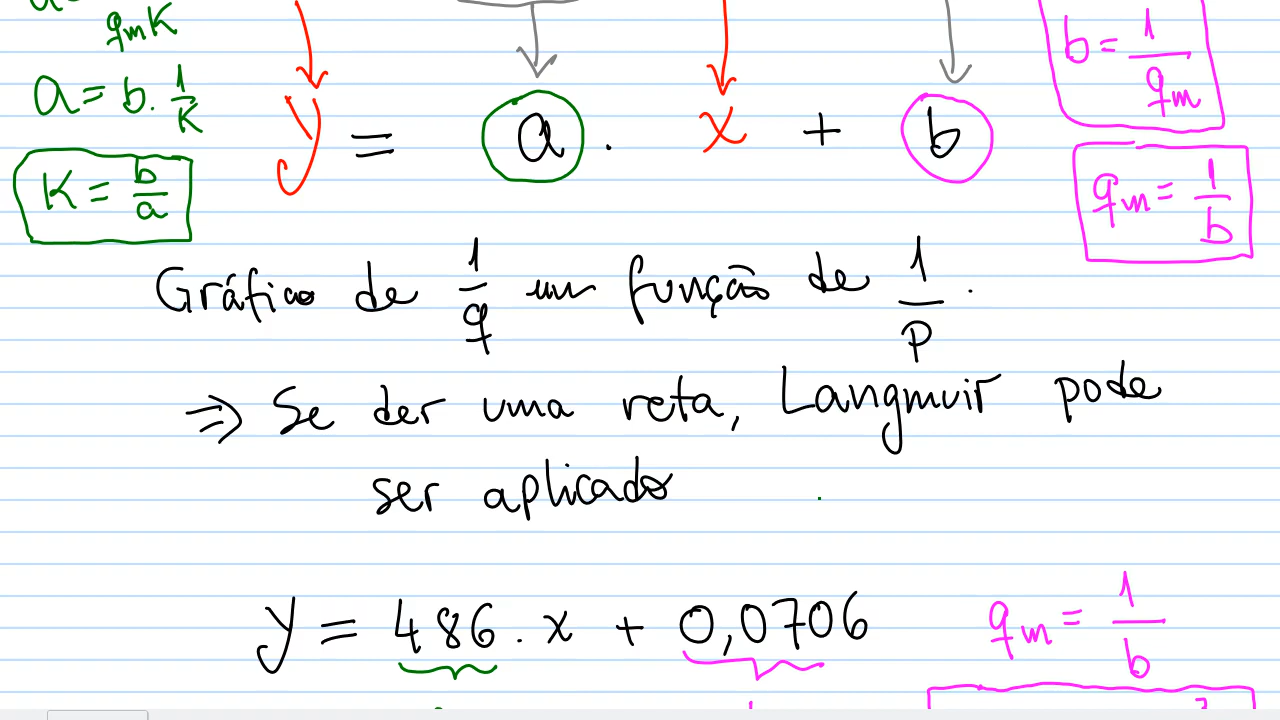 qmK
a = b. 1/K
K = b/a
y = a . x + b
b = 1/qm
qm = 1/b
Gráfico de 1/q em função de 1/p.
⇒ Se der uma reta, Langmuir pode
ser aplicado
y = 486 . x + 0,0706
qm = 1/b